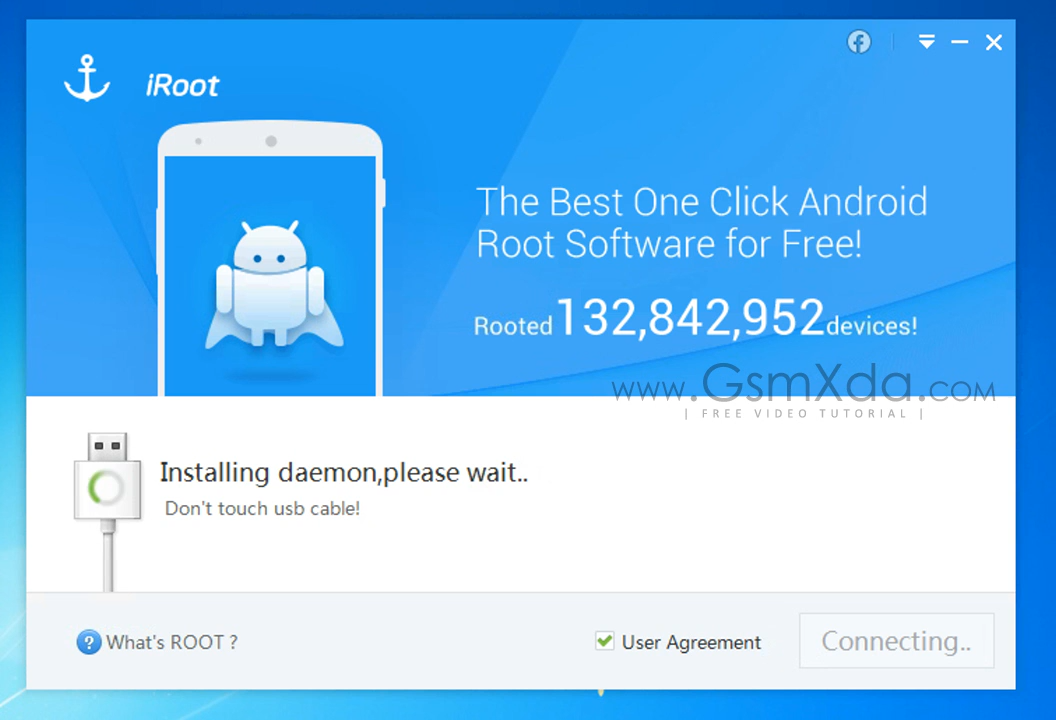 iRoot
The Best One Click Android
Root Software for Free!
Rooted 132,842,952 devices!
www.GsmXda.com
| FREE VIDEO TUTORIAL |
Installing daemon,please wait..
Don't touch usb cable!
What's ROOT ?
User Agreement
Connecting..